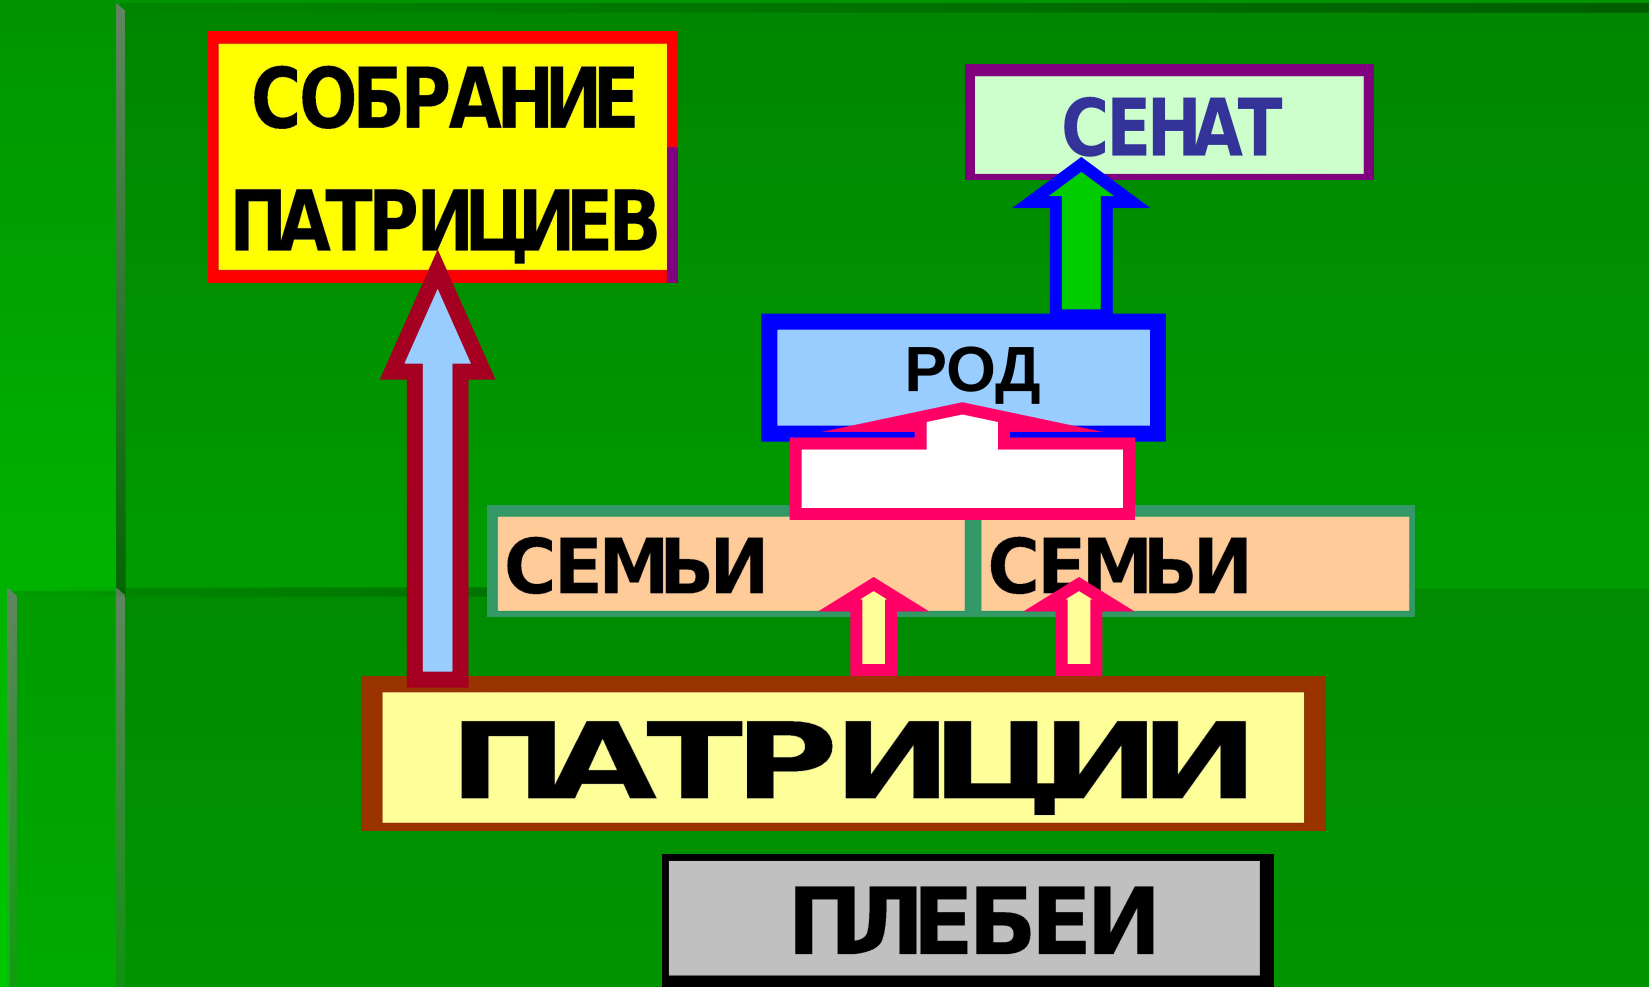 СОБРАНИЕ
ПАТРИЦИЕВ
СЕНАТ
РОД
СЕМЬИ
СЕМЬИ
ПАТРИЦИИ
ПЛЕБЕИ